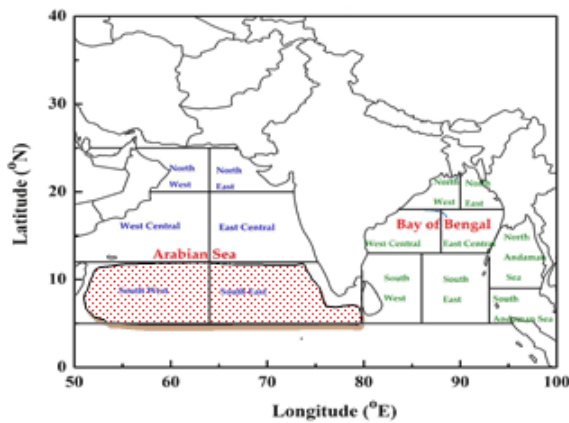 40
30
20
10
0
Latitude (°N)
North
West
North
East
North
West
North
East
West Central
East Central
Arabian Sea
Bay of Bengal
West Central
East Central
North
Andaman
Sea
South West
South East
South
West
South
East
South
Andaman Sea
50
60
70
80
90
100
Longitude (°E)